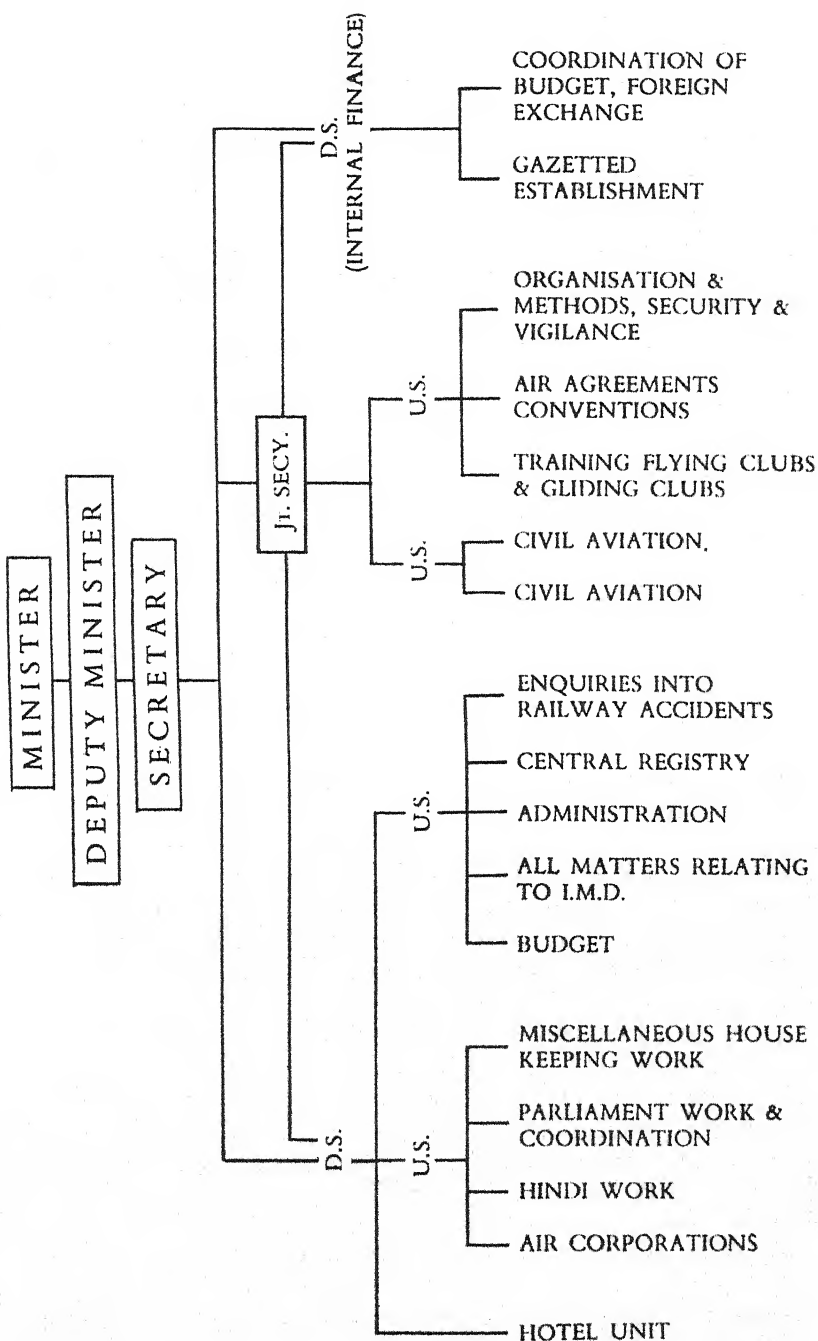 MINISTER
DEPUTY MINISTER
SECRETARY
JT. SECY.
D.S.
D.S.
(INTERNAL FINANCE)
U.S.
U.S.
U.S.
U.S.
COORDINATION OF
BUDGET, FOREIGN
EXCHANGE
GAZETTED
ESTABLISHMENT
ORGANISATION &
METHODS, SECURITY &
VIGILANCE
AIR AGREEMENTS
CONVENTIONS
TRAINING FLYING CLUBS
& GLIDING CLUBS
CIVIL AVIATION.
CIVIL AVIATION
ENQUIRIES INTO
RAILWAY ACCIDENTS
CENTRAL REGISTRY
ADMINISTRATION
ALL MATTERS RELATING
TO I.M.D.
BUDGET
MISCELLANEOUS HOUSE
KEEPING WORK
PARLIAMENT WORK &
COORDINATION
HINDI WORK
AIR CORPORATIONS
HOTEL UNIT